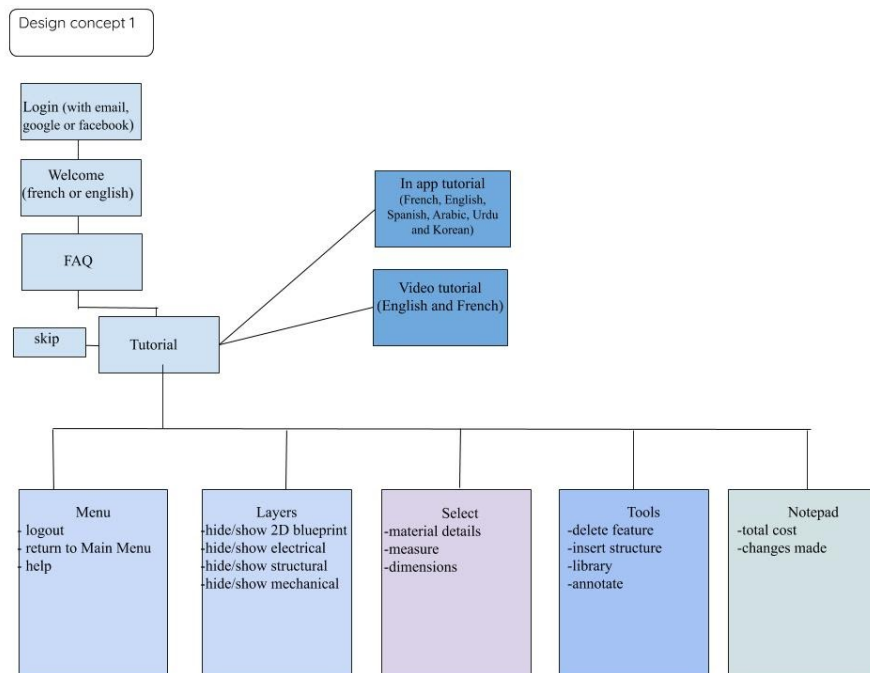 Design concept 1
Login (with email,
google or facebook)
Welcome
(french or english)
FAQ
skip
Tutorial
In app tutorial
(French, English,
Spanish, Arabic, Urdu
and Korean)
Video tutorial
(English and French)
Menu
- logout
- return to Main Menu
- help
Layers
-hide/show 2D blueprint
-hide/show electrical
-hide/show structural
-hide/show mechanical
Select
-material details
-measure
-dimensions
Tools
-delete feature
-insert structure
-library
-annotate
Notepad
-total cost
-changes made